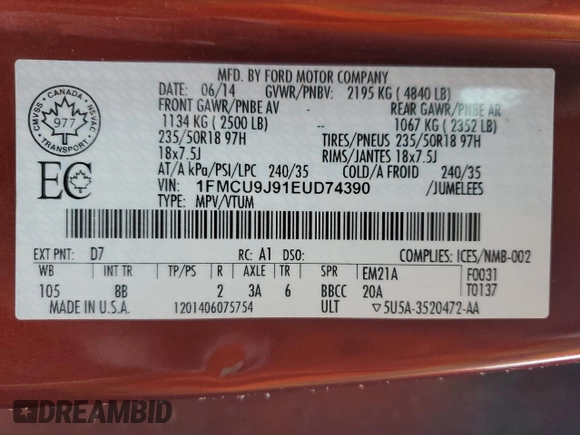 MFD. BY FORD MOTOR COMPANY
DATE: 06/14 GVWR/PNBV: 2195 KG ( 4840 LB)
FRONT GAWR/PNBE AV REAR GAWR/PNBE AR
1134 KG ( 2500 LB) -- 1067 KG ( 2352 LB)
235/50R18 97H TIRES/PNEUS 235/50R18 97H
18x7.5J RIMS/JANTES 18x7.5J
AT/A kPa/PSI/LPC 240/35 COLD/A FROID 240/35
VIN: 1FMCU9J91EUD74390 /JUMELEES
TYPE: MPV/VTUM
CMVSS · CANADA · NSVAC
977
TRANSPORT
EC
EXT PNT: D7 RC: A1 DSO: COMPLIES: ICES/NMB-002
WB INT TR TP/PS R AXLE TR SPR EM21A F0031
105 8B 2 3A 6 BBCC 20A T0137
MADE IN U.S.A. 1201406075754 ULT ▽5U5A-3520472-AA
DREAMBID